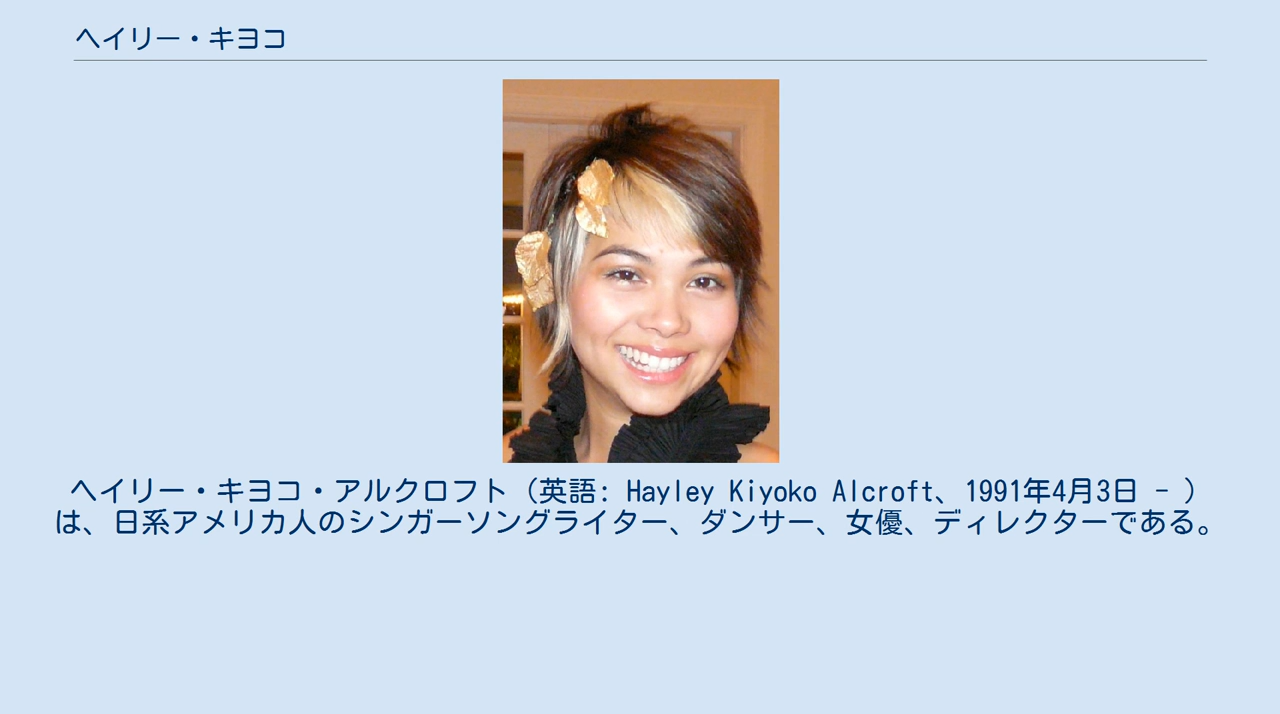 ヘイリー・キヨコ
ヘイリー・キヨコ・アルクロフト（英語: Hayley Kiyoko Alcroft、1991年4月3日 - ）
は、日系アメリカ人のシンガーソングライター、ダンサー、女優、ディレクターである。